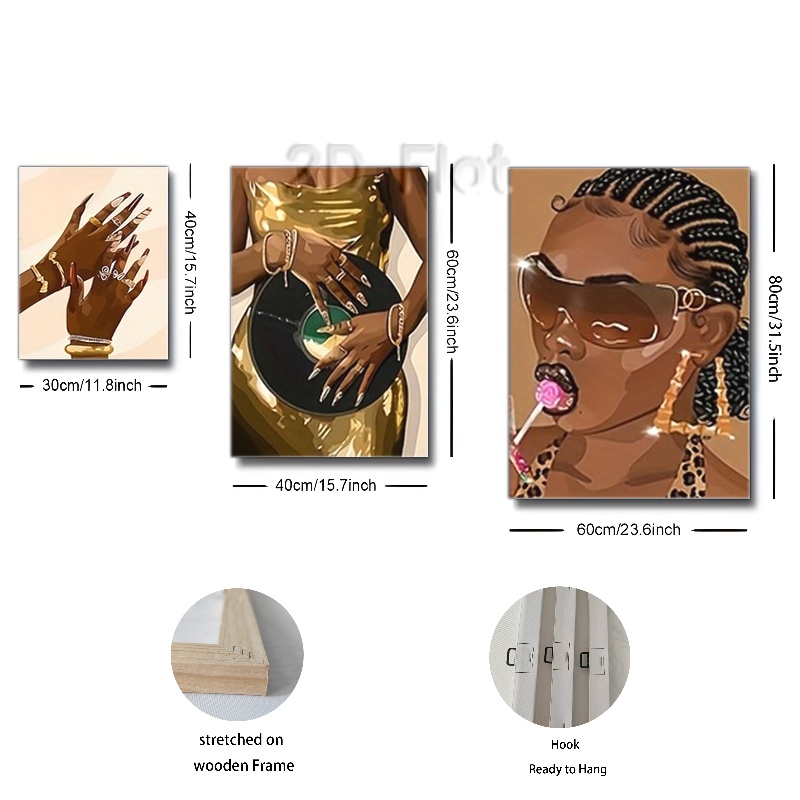 2D Flat
40cm/15.7inch
30cm/11.8inch
60cm/23.6inch
40cm/15.7inch
80cm/31.5inch
60cm/23.6inch
stretched on
wooden Frame
Hook
Ready to Hang